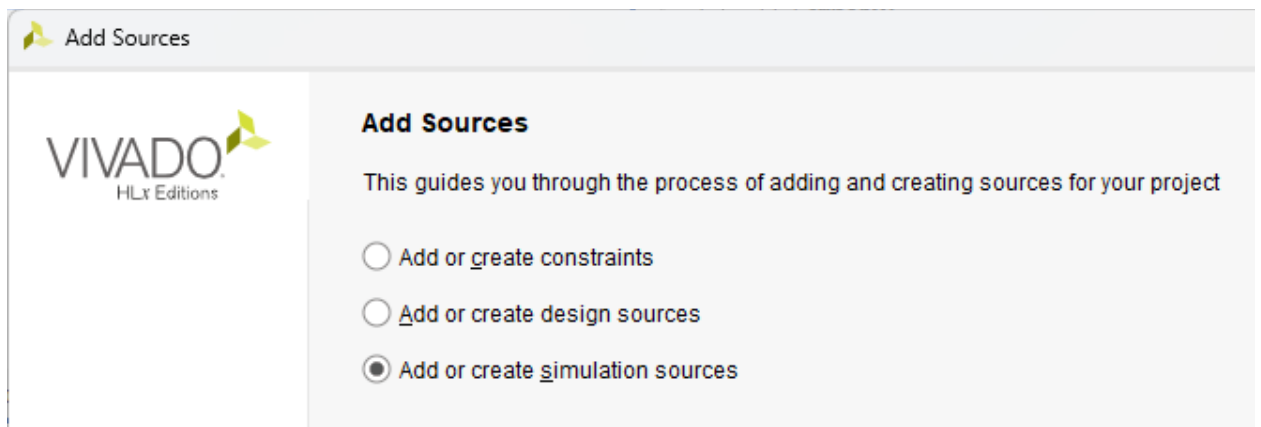 Add Sources
VIVADO.
HLx Editions
Add Sources
This guides you through the process of adding and creating sources for your project
Add or create constraints
Add or create design sources
Add or create simulation sources